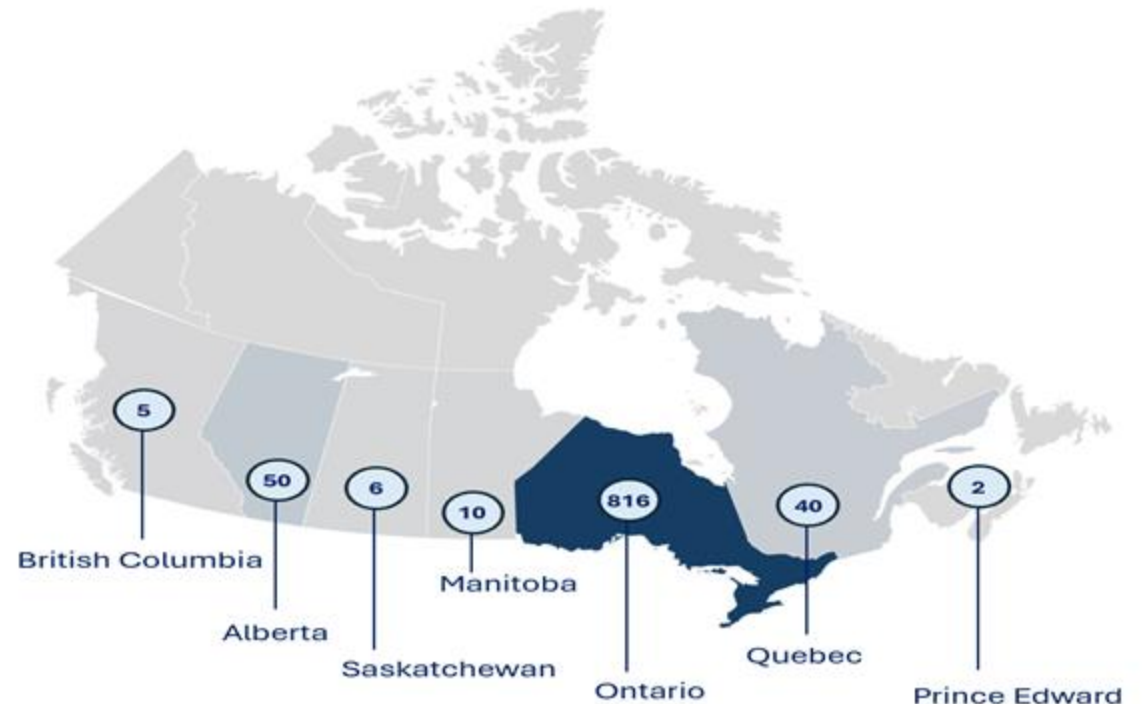 5
50
6
10
816
40
2
British Columbia
Manitoba
Alberta
Saskatchewan
Quebec
Ontario
Prince Edward